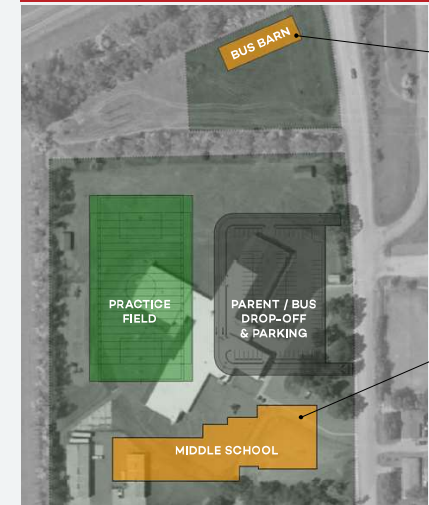 BUS BARN
PRACTICE
FIELD
PARENT / BUS
DROP-OFF
& PARKING
MIDDLE SCHOOL